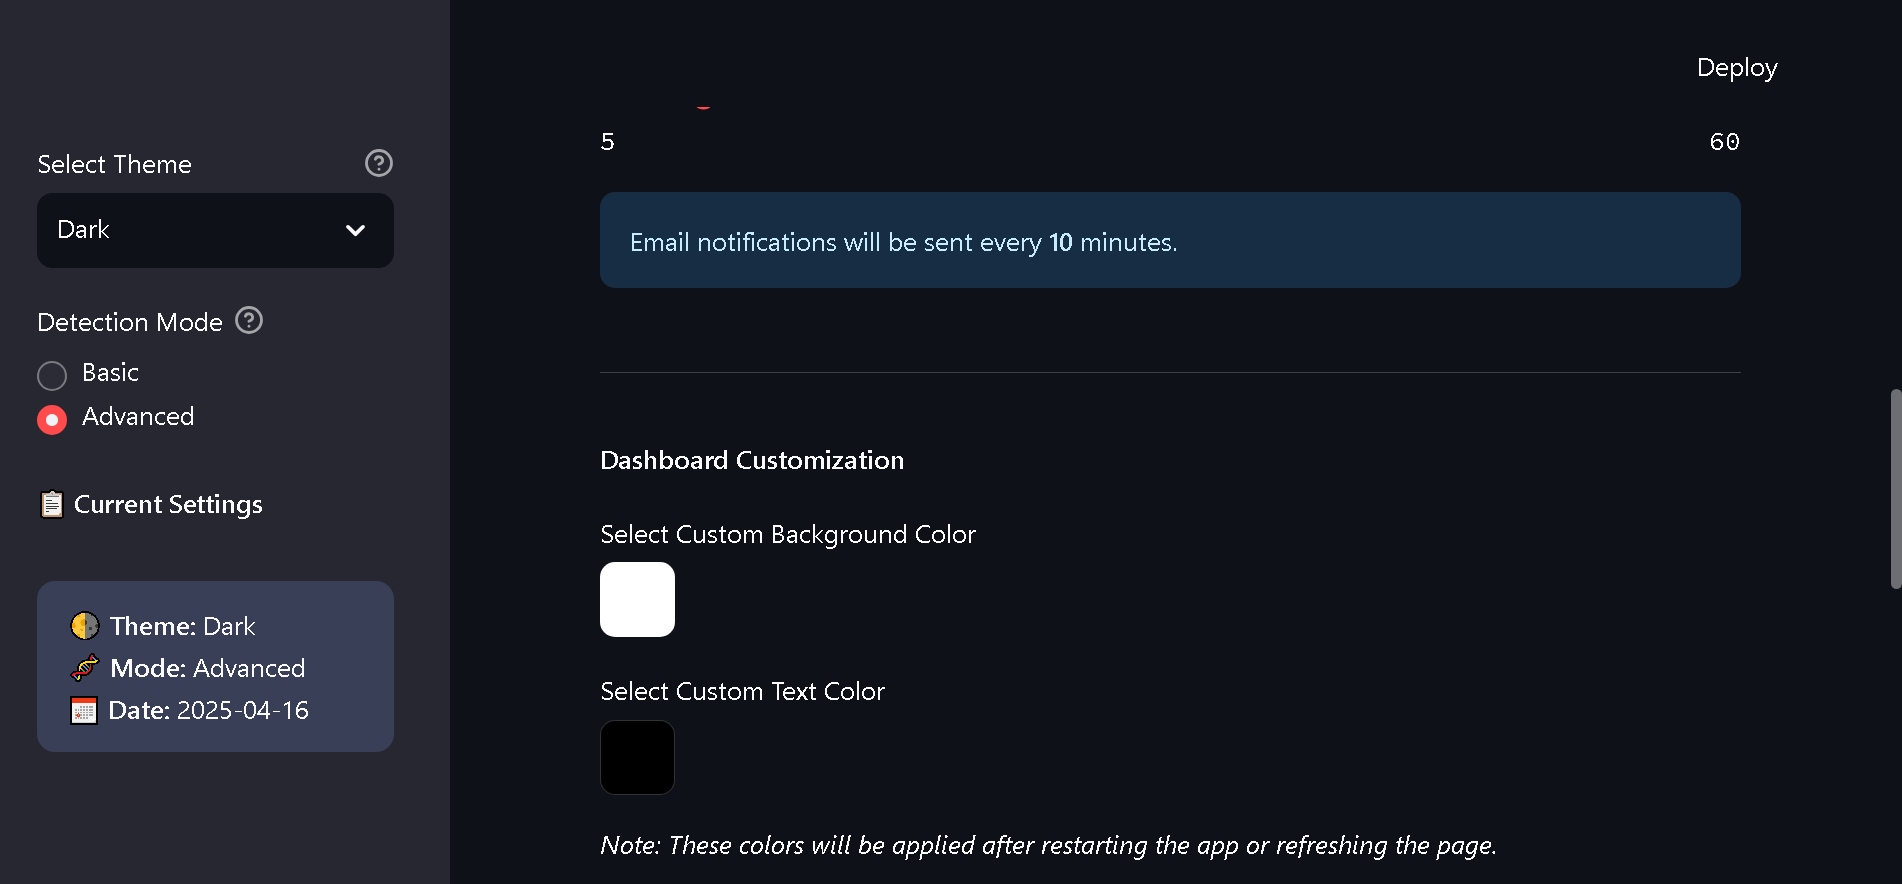 Deploy
Select Theme
Dark
Detection Mode
Basic
Advanced
Current Settings
Theme: Dark
Mode: Advanced
Date: 2025-04-16
5
60
Email notifications will be sent every 10 minutes.
Dashboard Customization
Select Custom Background Color
Select Custom Text Color
Note: These colors will be applied after restarting the app or refreshing the page.